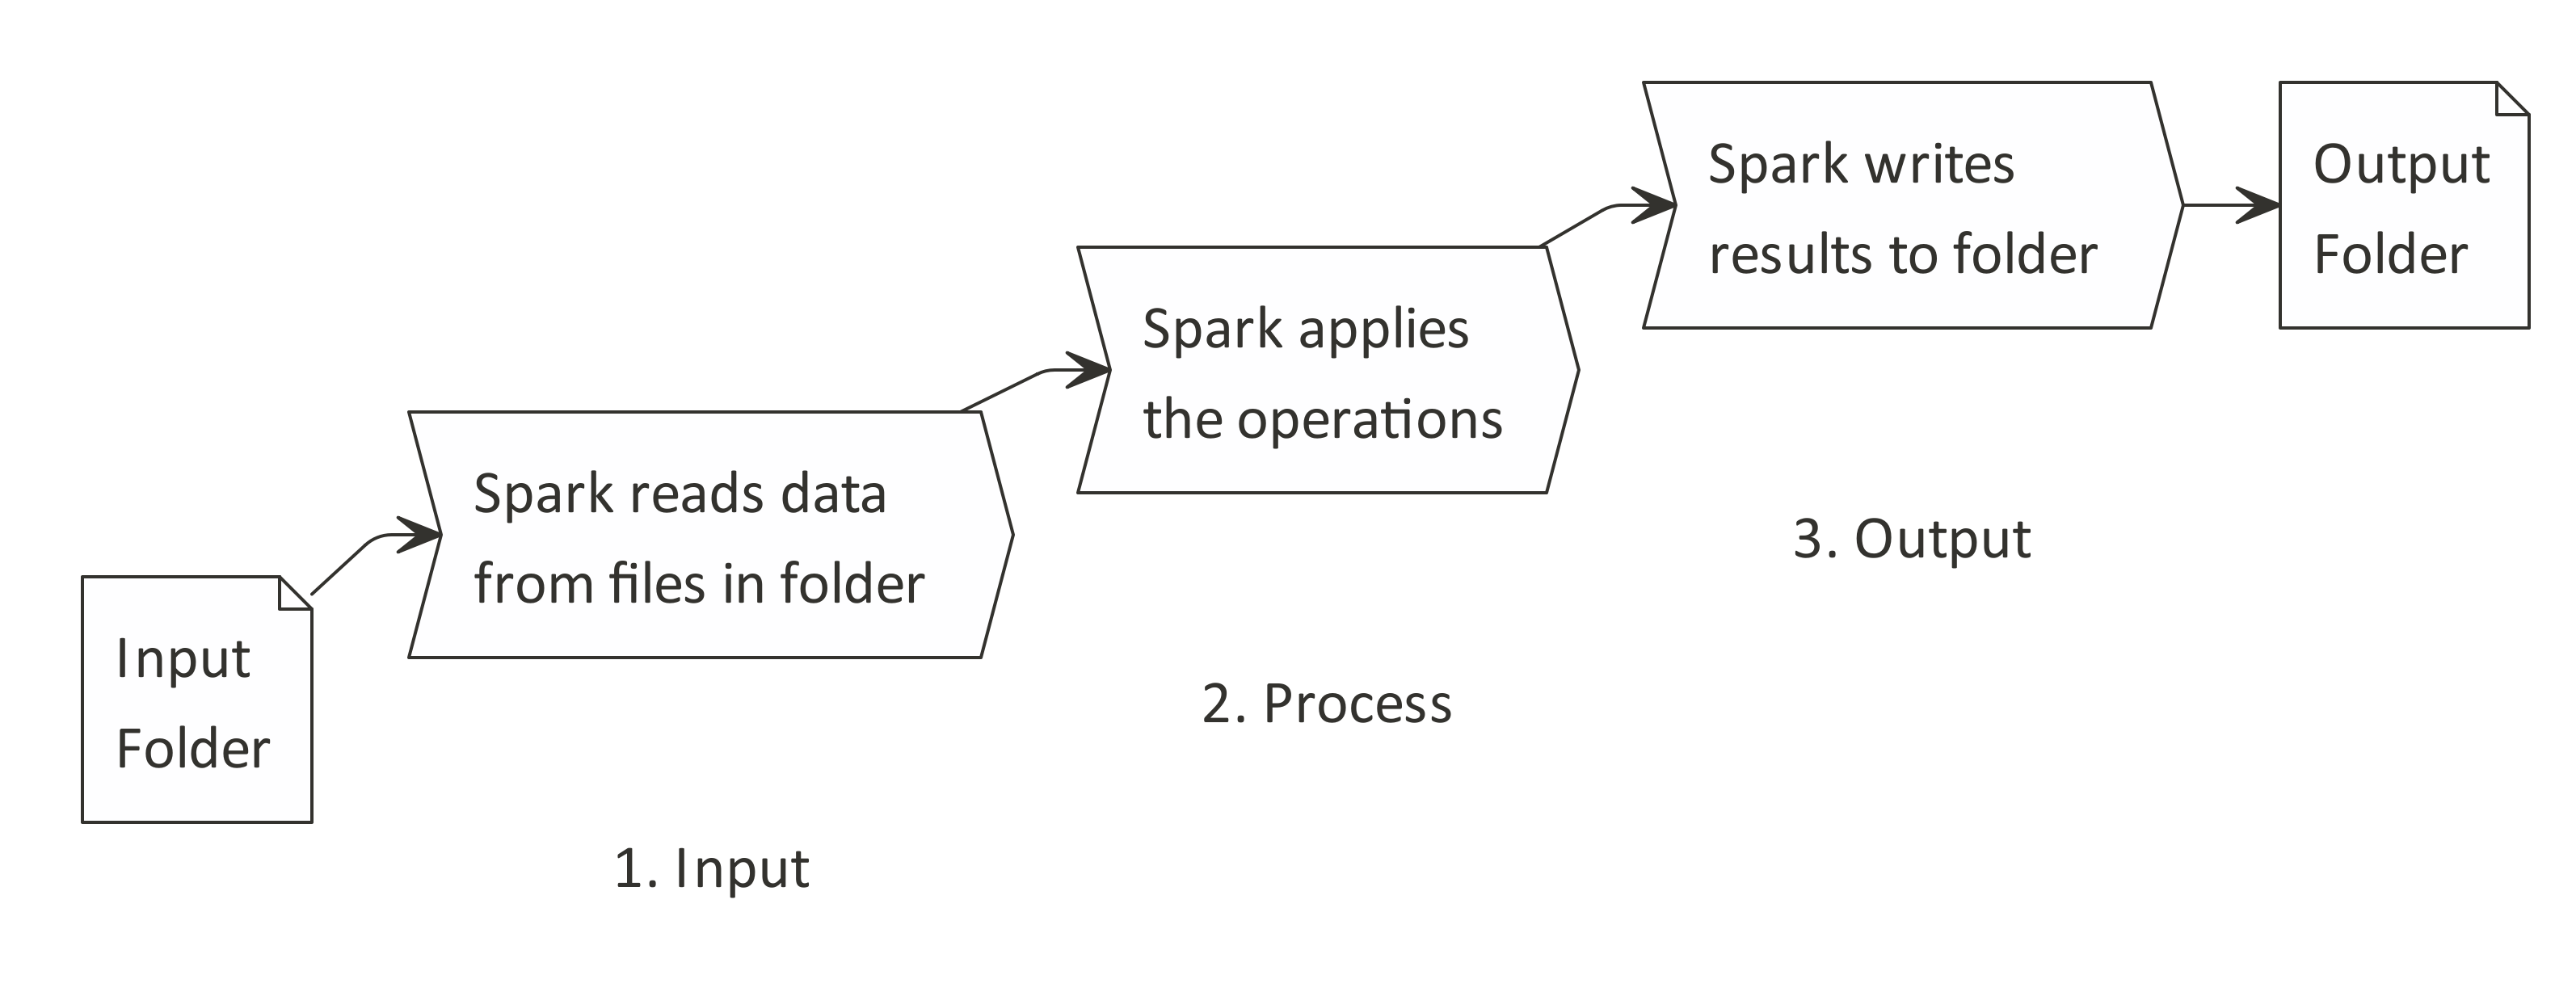 Input
Folder
Spark reads data
from files in folder
1. Input
Spark applies
the operations
2. Process
Spark writes
results to folder
3. Output
Output
Folder